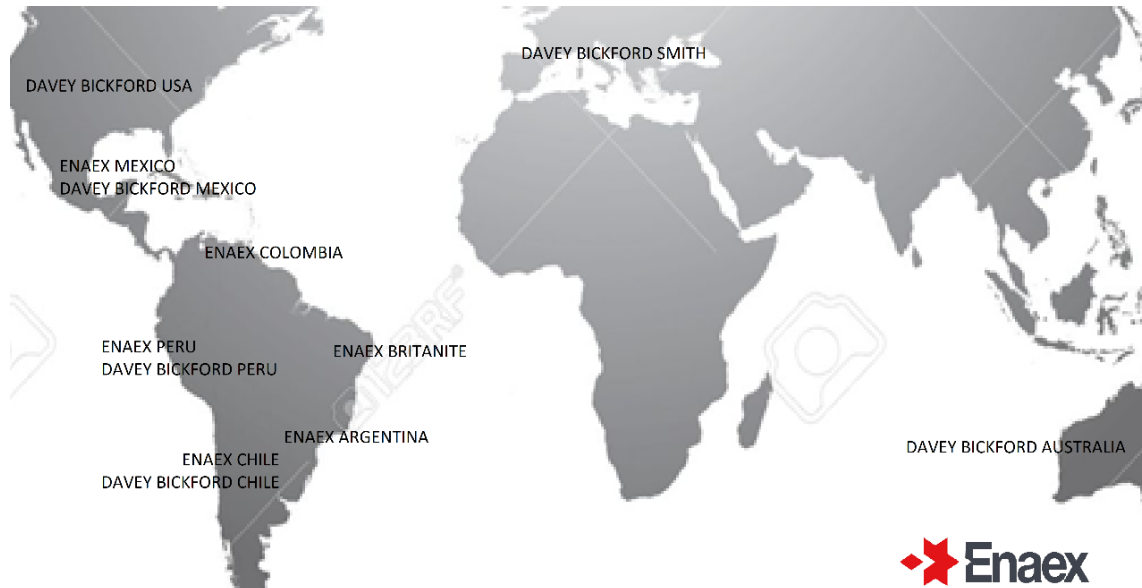 DAVEY BICKFORD SMITH
DAVEY BICKFORD USA
ENAEX MEXICO
DAVEY BICKFORD MEXICO
ENAEX COLOMBIA
ENAEX PERU
DAVEY BICKFORD PERU
ENAEX BRITANITE
ENAEX ARGENTINA
ENAEX CHILE
DAVEY BICKFORD CHILE
DAVEY BICKFORD AUSTRALIA
123RF
Enaex